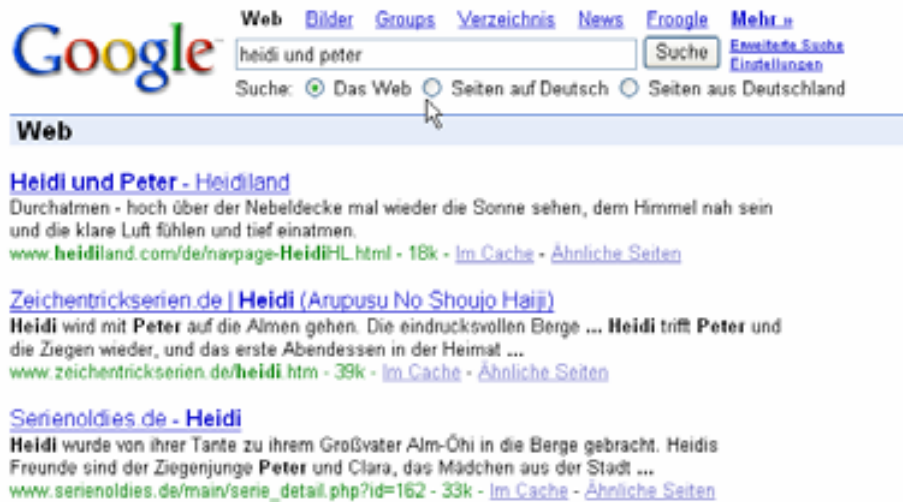 Google
Web Bilder Groups Verzeichnis News Froogle Mehr »
heidi und peter Suche Erweiterte Suche
Einstellungen
Suche: Das Web Seiten auf Deutsch Seiten aus Deutschland
Web
Heidi und Peter - Heidiland
Durchatmen - hoch über der Nebeldecke mal wieder die Sonne sehen, dem Himmel nah sein
und die klare Luft fühlen und tief einatmen.
www.heidiland.com/de/navpage-HeidiHL.html - 18k - Im Cache - Ähnliche Seiten
Zeichentrickserien.de | Heidi (Arupusu No Shoujo Haiji)
Heidi wird mit Peter auf die Almen gehen. Die eindrucksvollen Berge ... Heidi trifft Peter und
die Ziegen wieder, und das erste Abendessen in der Heimat ...
www.zeichentrickserien.de/heidi.htm - 39k - Im Cache - Ähnliche Seiten
Serienoldies.de - Heidi
Heidi wurde von ihrer Tante zu ihrem Großvater Alm-Öhi in die Berge gebracht. Heidis
Freunde sind der Ziegenjunge Peter und Clara, das Mädchen aus der Stadt ...
www.serienoldies.de/main/serie_detail.php?id=162 - 33k - Im Cache - Ähnliche Seiten